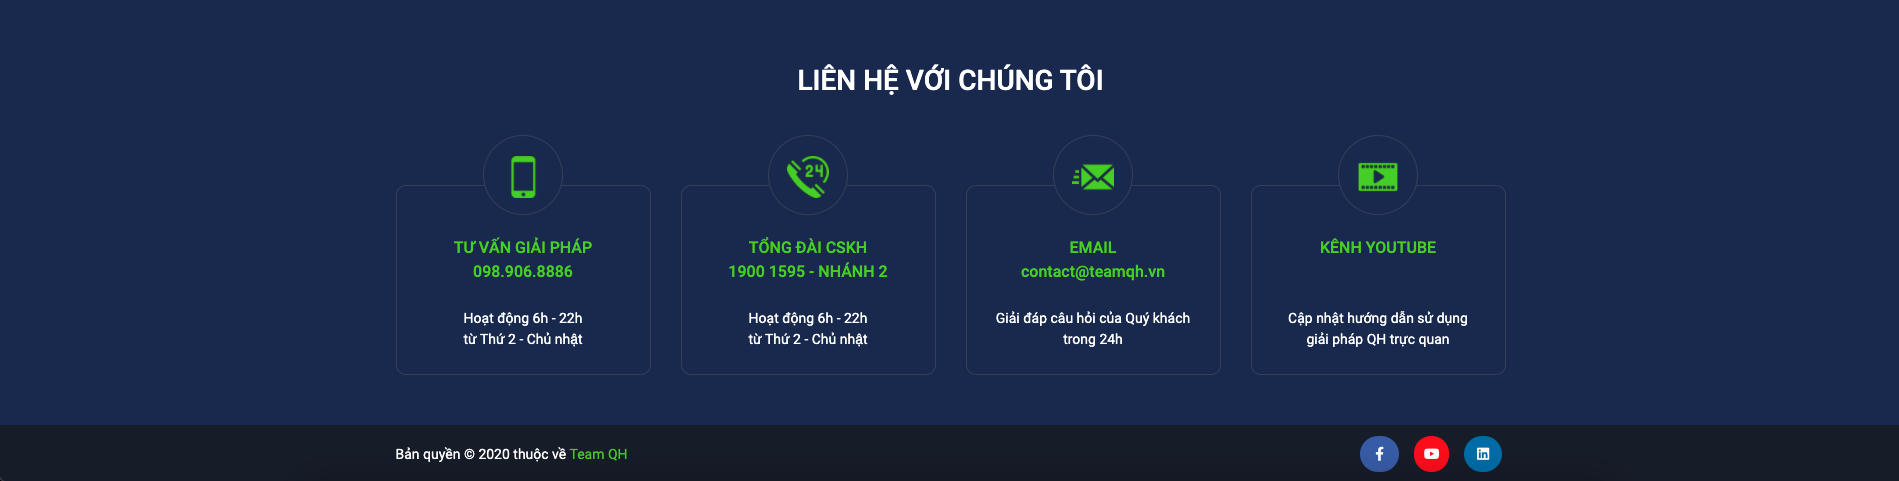 LIÊN HỆ VỚI CHÚNG TÔI
24
TƯ VẤN GIẢI PHÁP
098.906.8886
Hoạt động 6h - 22h
từ Thứ 2 - Chủ nhật
TỔNG ĐÀI CSKH
1900 1595 - NHÁNH 2
Hoạt động 6h - 22h
từ Thứ 2 - Chủ nhật
EMAIL
contact@teamqh.vn
Giải đáp câu hỏi của Quý khách
trong 24h
KÊNH YOUTUBE
Cập nhật hướng dẫn sử dụng
giải pháp QH trực quan
Bản quyền © 2020 thuộc về Team QH